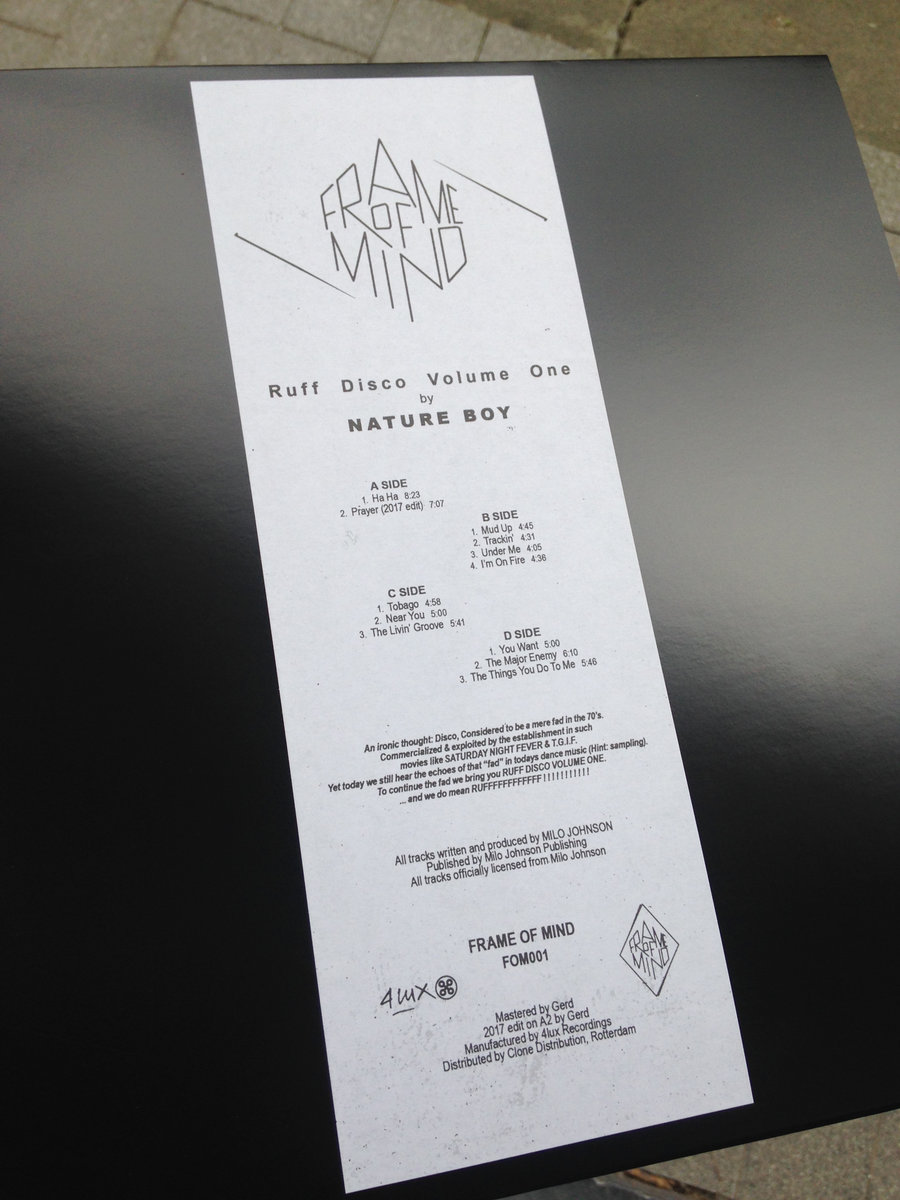 FRAME
OF
MIND
Ruff Disco Volume One
by
NATURE BOY
A SIDE
1. Ha Ha 8:23
2. Prayer (2017 edit) 7:07
B SIDE
1. Mud Up 4:45
2. Trackin' 4:31
3. Under Me 4:05
4. I'm On Fire 4:36
C SIDE
1. Tobago 4:58
2. Near You 5:00
3. The Livin' Groove 5:41
D SIDE
1. You Want 5:00
2. The Major Enemy 6:10
3. The Things You Do To Me 5:46
An ironic thought: Disco, Considered to be a mere fad in the 70's.
Commercialized & exploited by the establishment in such
movies like SATURDAY NIGHT FEVER & T.G.I.F.
Yet today we still hear the echoes of that "fad" in todays dance music (Hint: sampling).
To continue the fad we bring you RUFF DISCO VOLUME ONE.
... and we do mean RUFFFFFFFFFFF ! ! ! ! ! ! ! ! ! ! !
All tracks written and produced by MILO JOHNSON
Published by Milo Johnson Publishing
All tracks officially licensed from Milo Johnson
FRAME OF MIND
FOM001
4lux
FRAME
OF
MIND
Mastered by Gerd
2017 edit on A2 by Gerd
Manufactured by 4lux Recordings
Distributed by Clone Distribution, Rotterdam